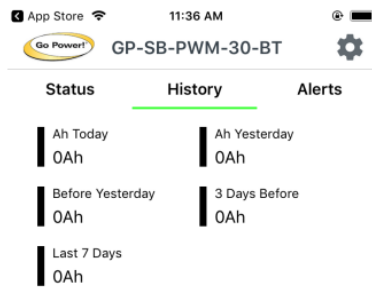 App Store 11:36 AM
Go Power! GP-SB-PWM-30-BT
Status History Alerts
Ah Today Ah Yesterday
0Ah 0Ah
Before Yesterday 3 Days Before
0Ah 0Ah
Last 7 Days
0Ah